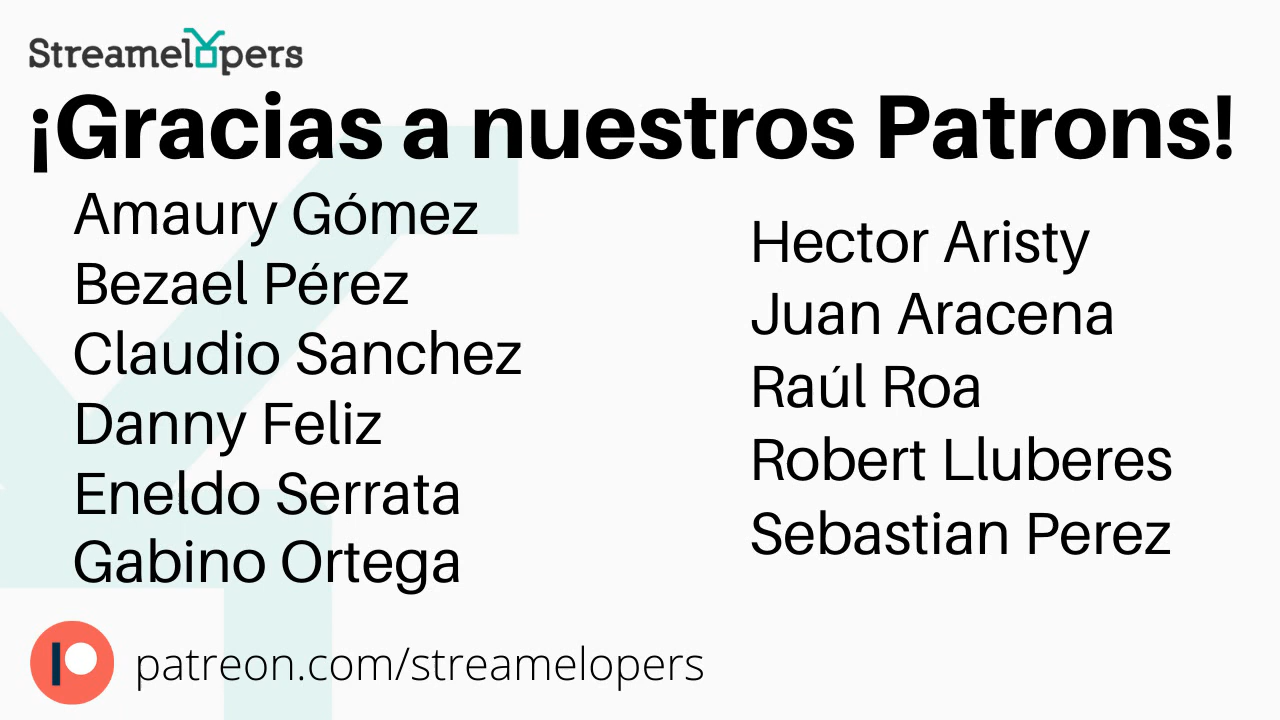 Streamelopers
¡Gracias a nuestros Patrons!
Amaury Gómez
Bezael Pérez
Claudio Sanchez
Danny Feliz
Eneldo Serrata
Gabino Ortega
Hector Aristy
Juan Aracena
Raúl Roa
Robert Lluberes
Sebastian Perez
patreon.com/streamelopers